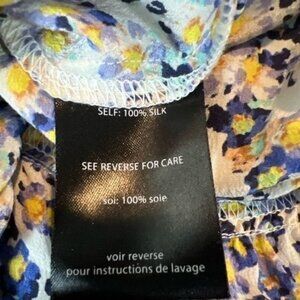 SELF: 100% SILK
SEE REVERSE FOR CARE
soi: 100% soie
voir reverse
pour instructions de lavage